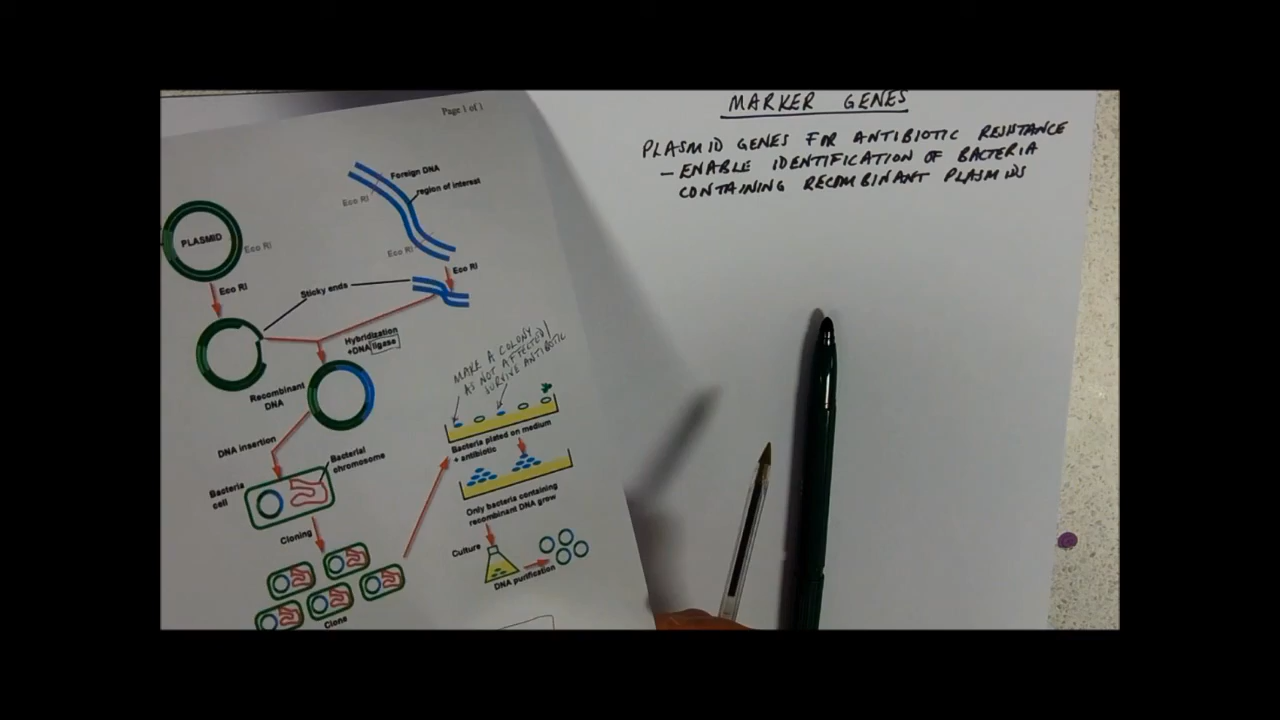 Page 1 of 1
Foreign DNA
region of interest
Eco RI
PLASMID
Eco RI
Eco RI
Eco RI
Eco RI
Sticky ends
Hybridization
+DNA ligase
Recombinant
DNA
DNA insertion
Bacterial
chromosome
Bacteria
cell
Cloning
Clone
MAKE A COLONY
AS NOT AFFECTED/
SURVIVE ANTIBIOTIC
Bacteria plated on medium
+ antibiotic
Only bacteria containing
recombinant DNA grow
Culture
DNA purification
MARKER GENES
PLASMID GENES FOR ANTIBIOTIC RESISTANCE
- ENABLE IDENTIFICATION OF BACTERIA
CONTAINING RECOMBINANT PLASMIDS